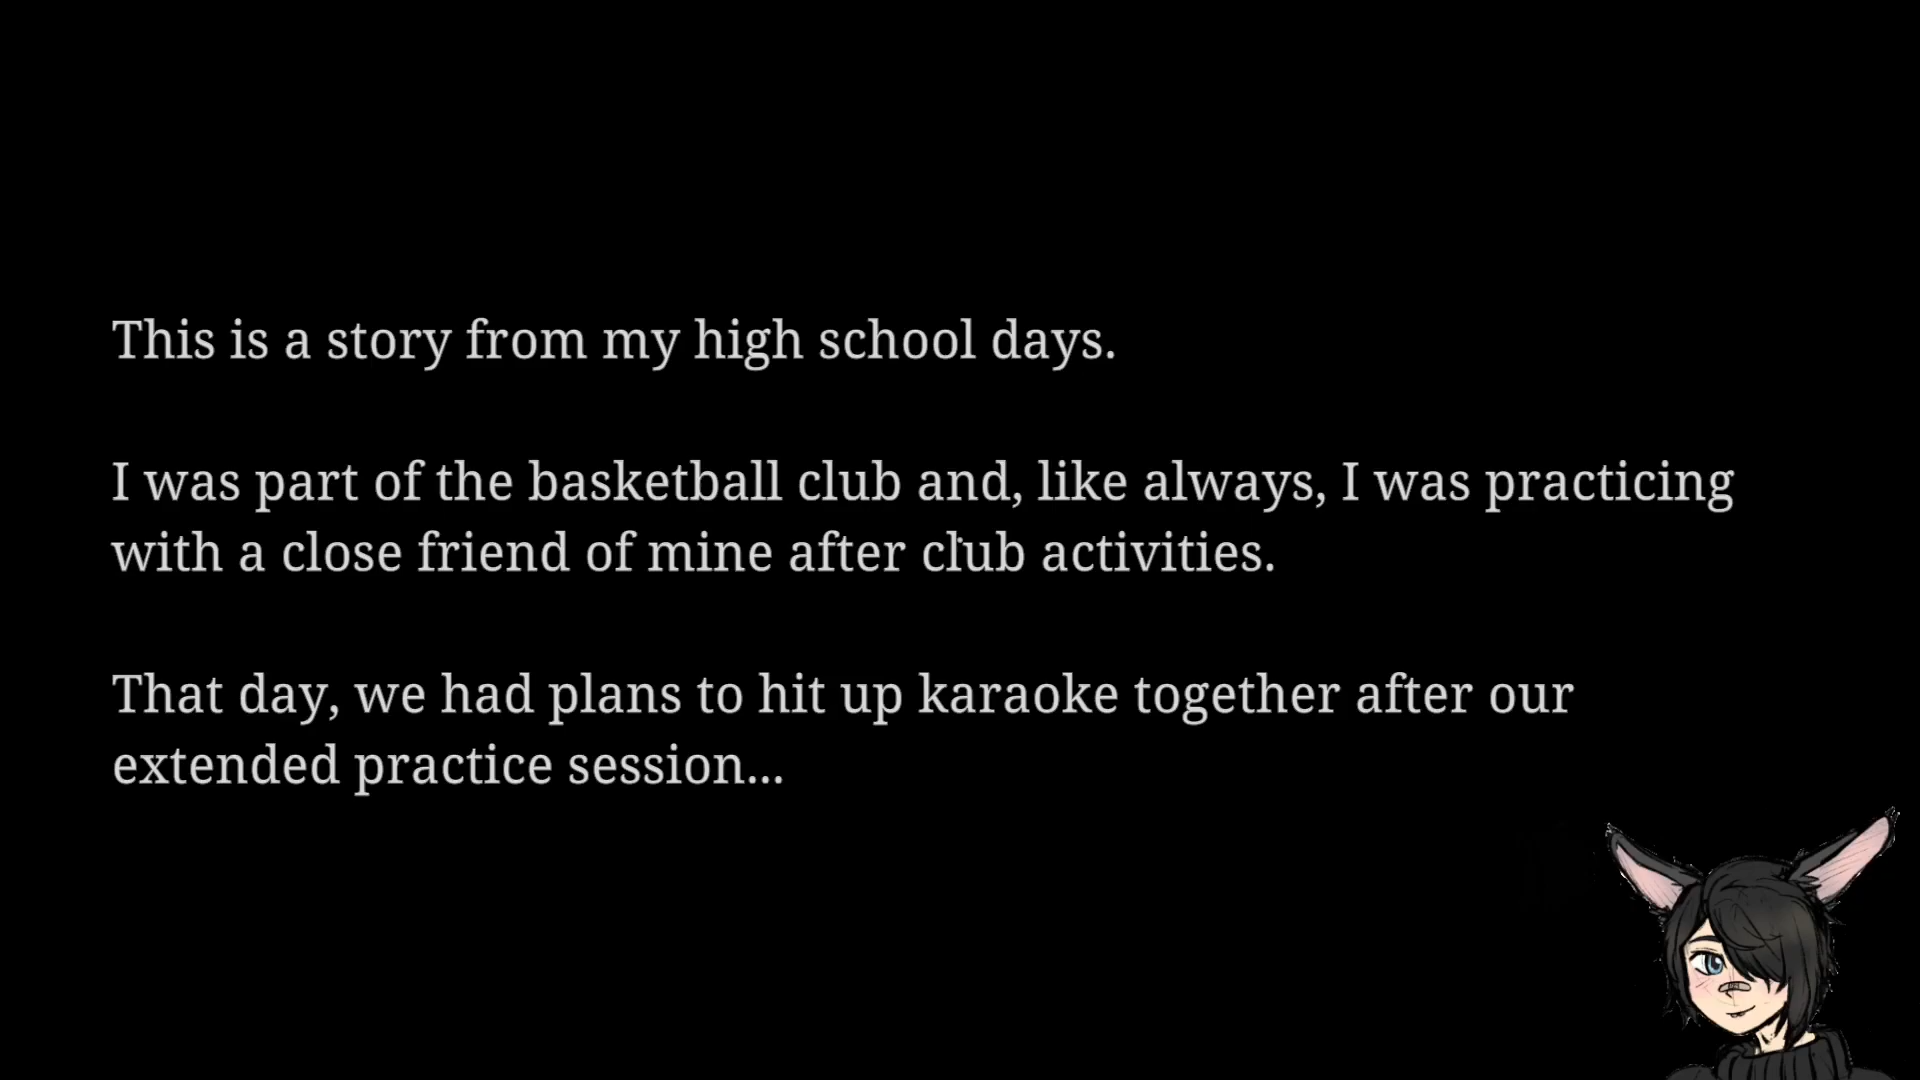 This is a story from my high school days.
I was part of the basketball club and, like always, I was practicing
with a close friend of mine after club activities.
That day, we had plans to hit up karaoke together after our
extended practice session...